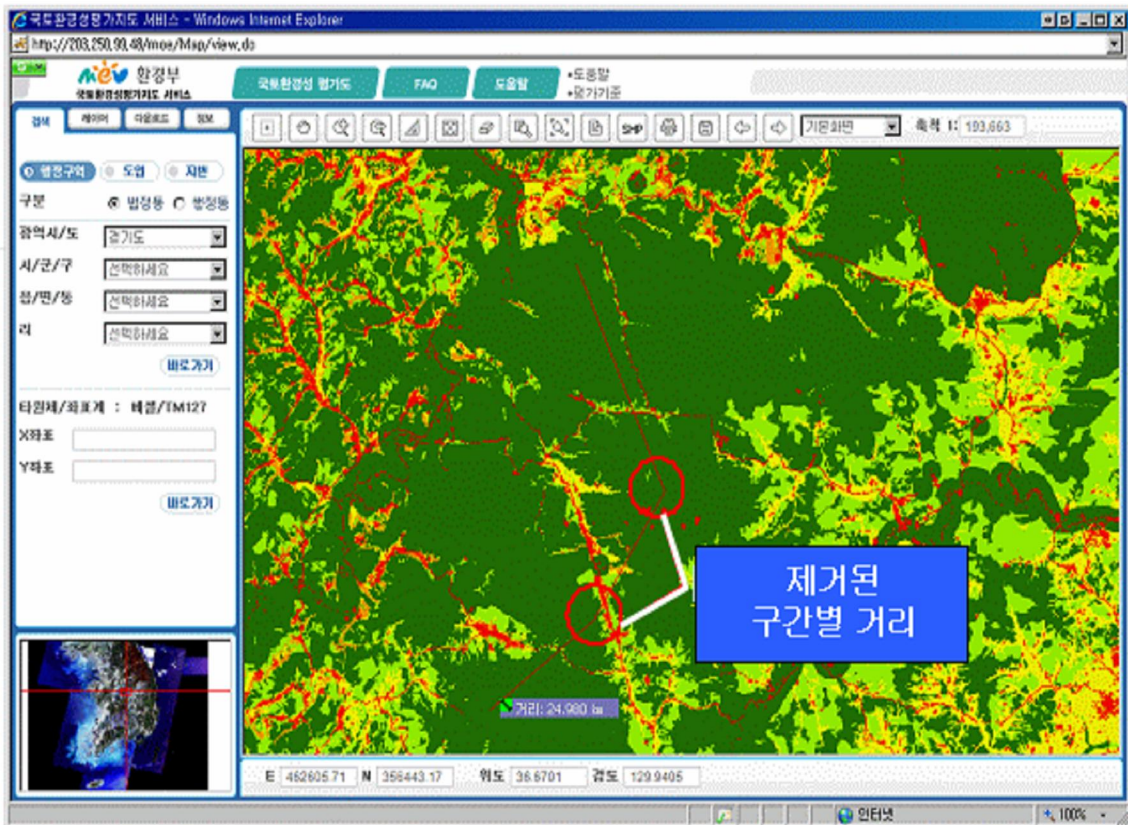 국토환경성평가지도 서비스 - Windows Internet Explorer
http://203.250.99.48/moe/Map/view.do
mev 환경부
국토환경성평가지도 서비스
국토환경성 평가도
FAQ
도움말
•도움말
•평가기준
검색
레이어
다운로드
정보
행정구역
도엽
지번
구분
법정동
행정동
광역시/도
경기도
시/군/구
선택하세요
읍/면/동
선택하세요
리
선택하세요
바로가기
타원체/좌표계 : 베셀/TM127
X좌표
Y좌표
바로가기
SHP
기본화면
축척 1:
193,663
제거된
구간별 거리
거리: 24.980 km
E 462605.71 N 356443.17 위도 36.6701 경도 129.9405
인터넷
100%